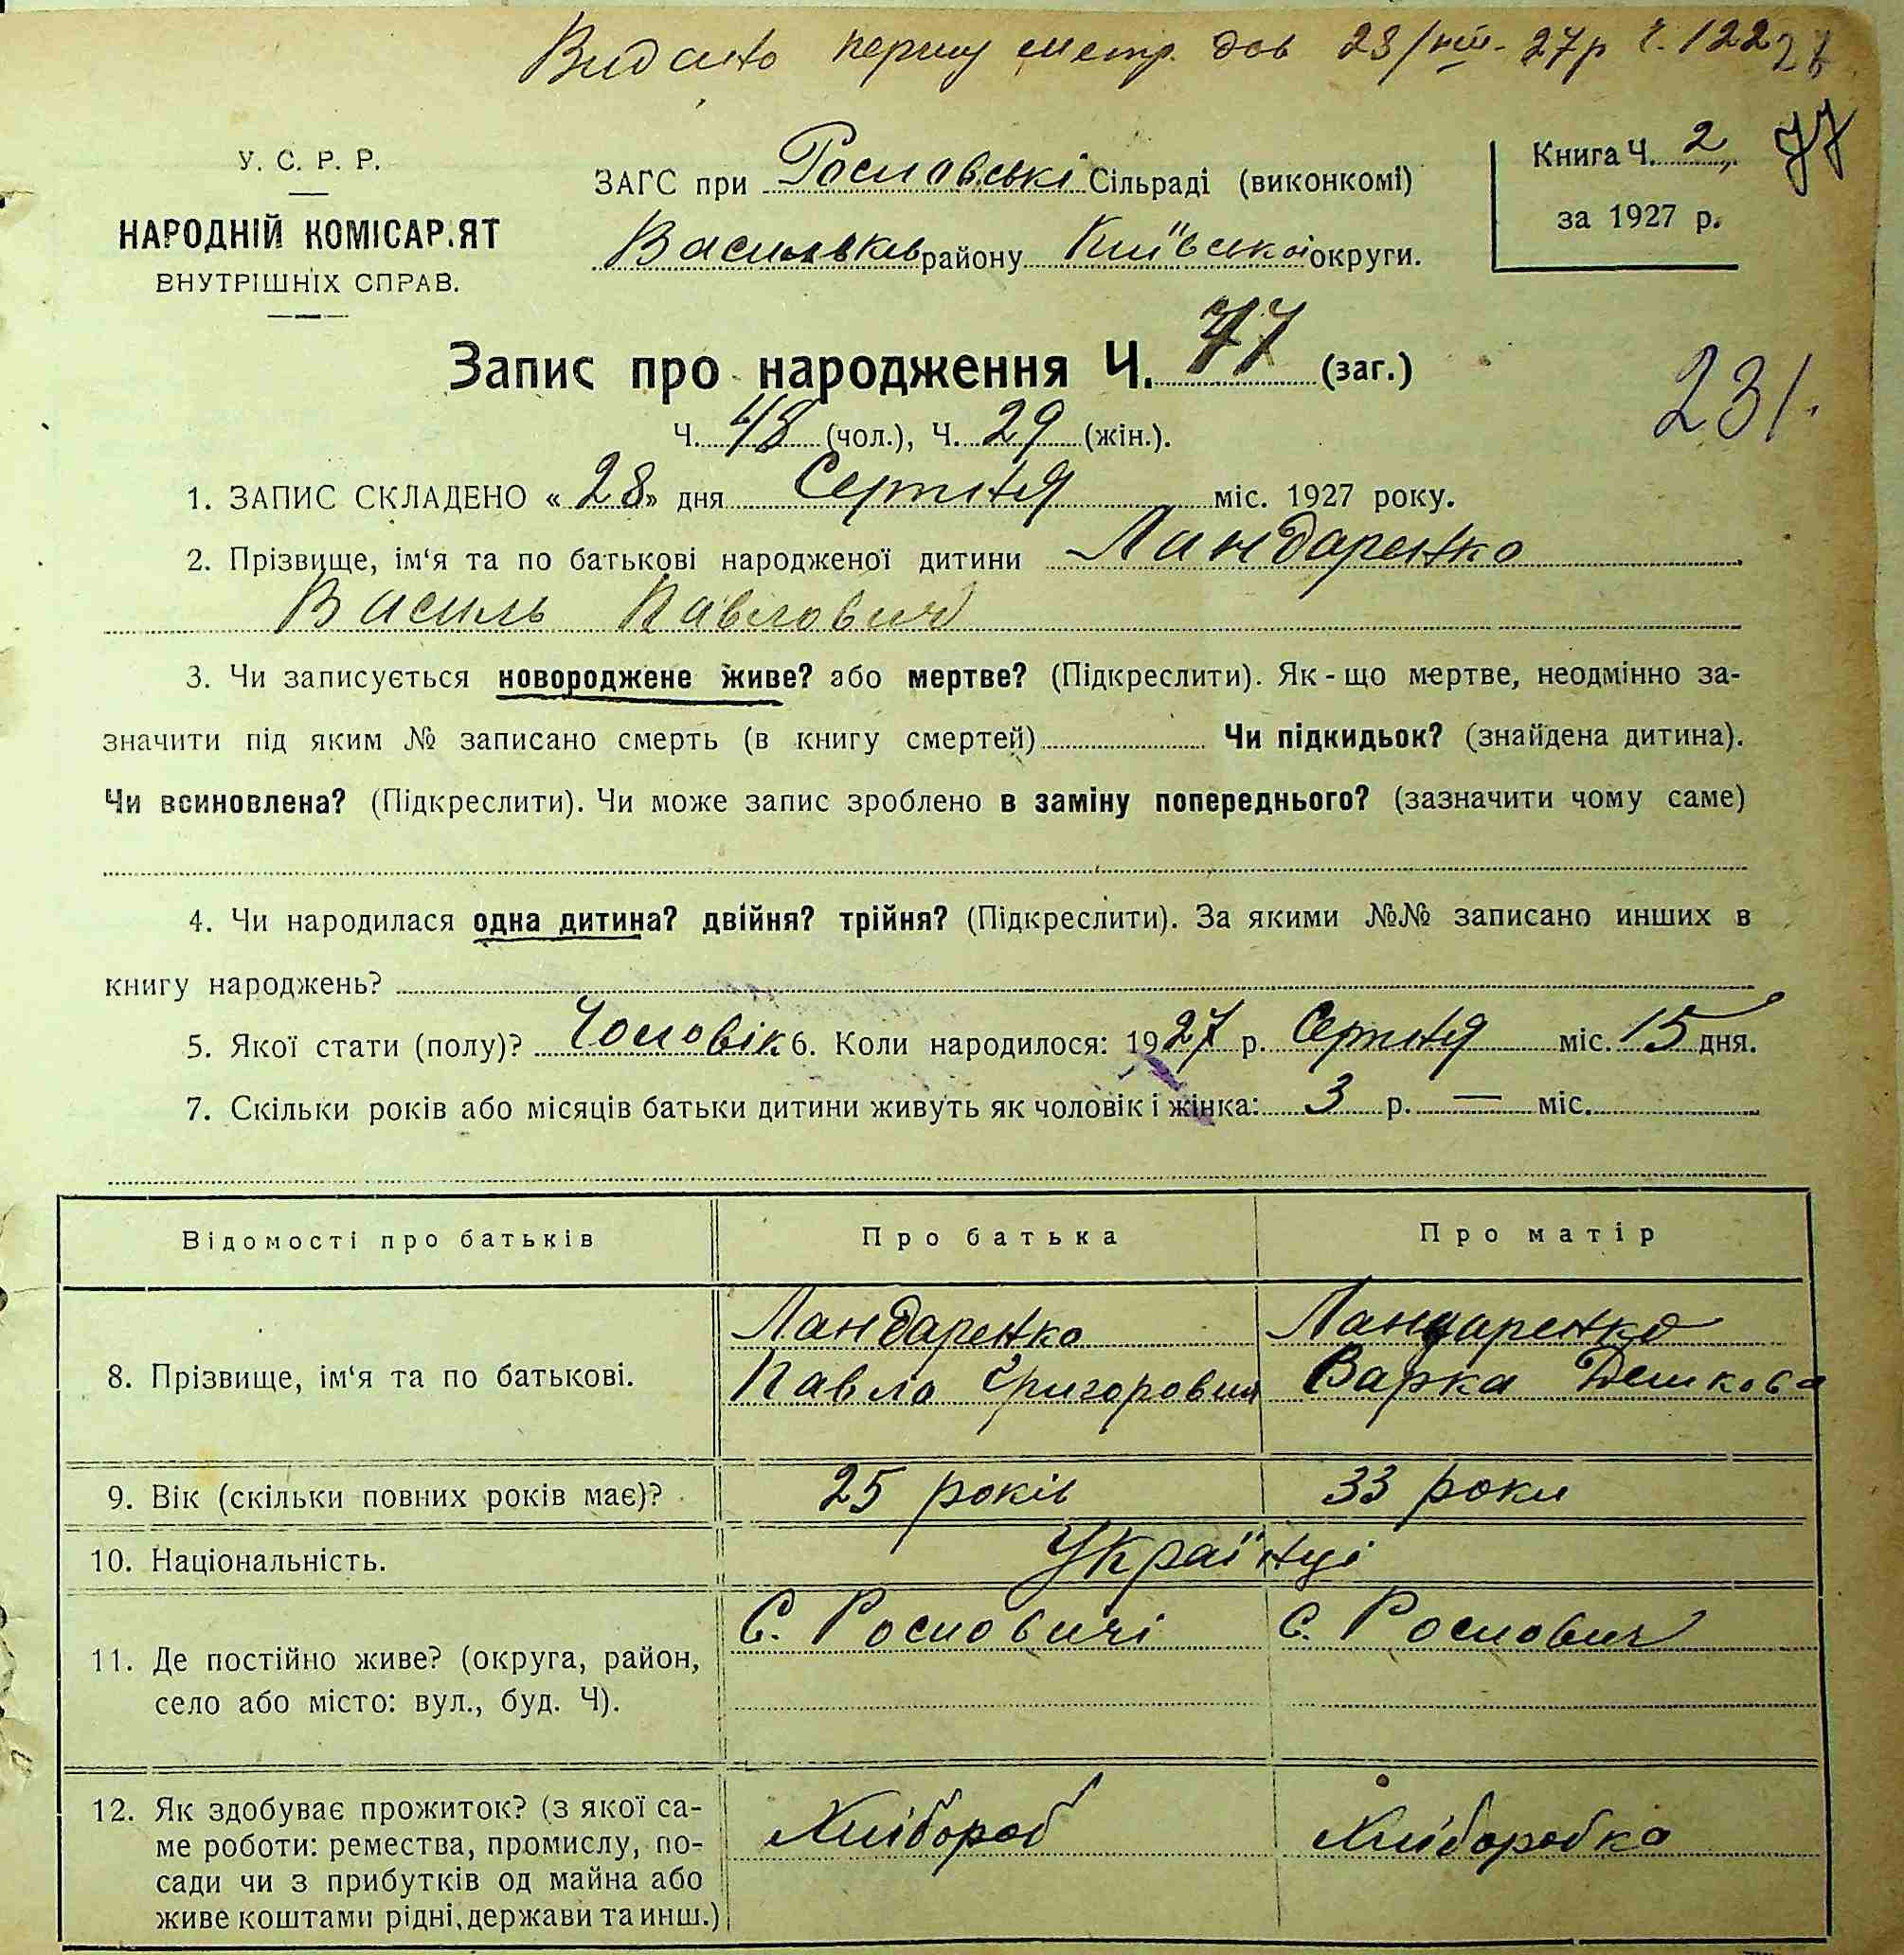 Видано першу метр. дов 28/VIII-27р ч. 122
77
У. С. Р. Р.
НАРОДНІЙ КОМІСАР.ЯТ
ВНУТРІШНІХ СПРАВ.
ЗАГС при Рословські Сільраді (виконкомі)
Васильків району Київської округи.
Книга Ч. 2
за 1927 р.
Запис про народження Ч. 77 (заг.)
231.
Ч. 48 (чол.), Ч. 29 (жін.).
1. ЗАПИС СКЛАДЕНО «28» дня Серпня міс. 1927 року.
2. Прізвище, ім‘я та по батькові народженої дитини Ландаренко
Василь Павлович
3. Чи записується новороджене живе? або мертве? (Підкреслити). Як-що мертве, неодмінно за-
значити під яким № записано смерть (в книгу смертей) Чи підкидьок? (знайдена дитина).
Чи всиновлена? (Підкреслити). Чи може запис зроблено в заміну попереднього? (зазначити чому саме)
4. Чи народилася одна дитина? двійня? трійня? (Підкреслити). За якими №№ записано инших в
книгу народжень?
5. Якої стати (полу)? Чоловік 6. Коли народилося: 1927 р. Серпня міс. 15 дня.
7. Скільки років або місяців батьки дитини живуть як чоловік і жінка: 3 р. — міс.
Відомості про батьків Про батька Про матір
8. Прізвище, ім‘я та по батькові.
Ландаренко
Павло Григорович
Ландаренко
Варка
9. Вік (скільки повних років має)? 25 років 33 роки
10. Національність. Українці
11. Де постійно живе? (округа, район,
село або місто: вул., буд. Ч).
С. Рословичі
С. Рослович
12. Як здобуває прожиток? (з якої са-
ме роботи: ремества, промислу, по-
сади чи з прибутків од майна або
живе коштами рідні, держави та инш.)
Хлібороб
Хліборобка